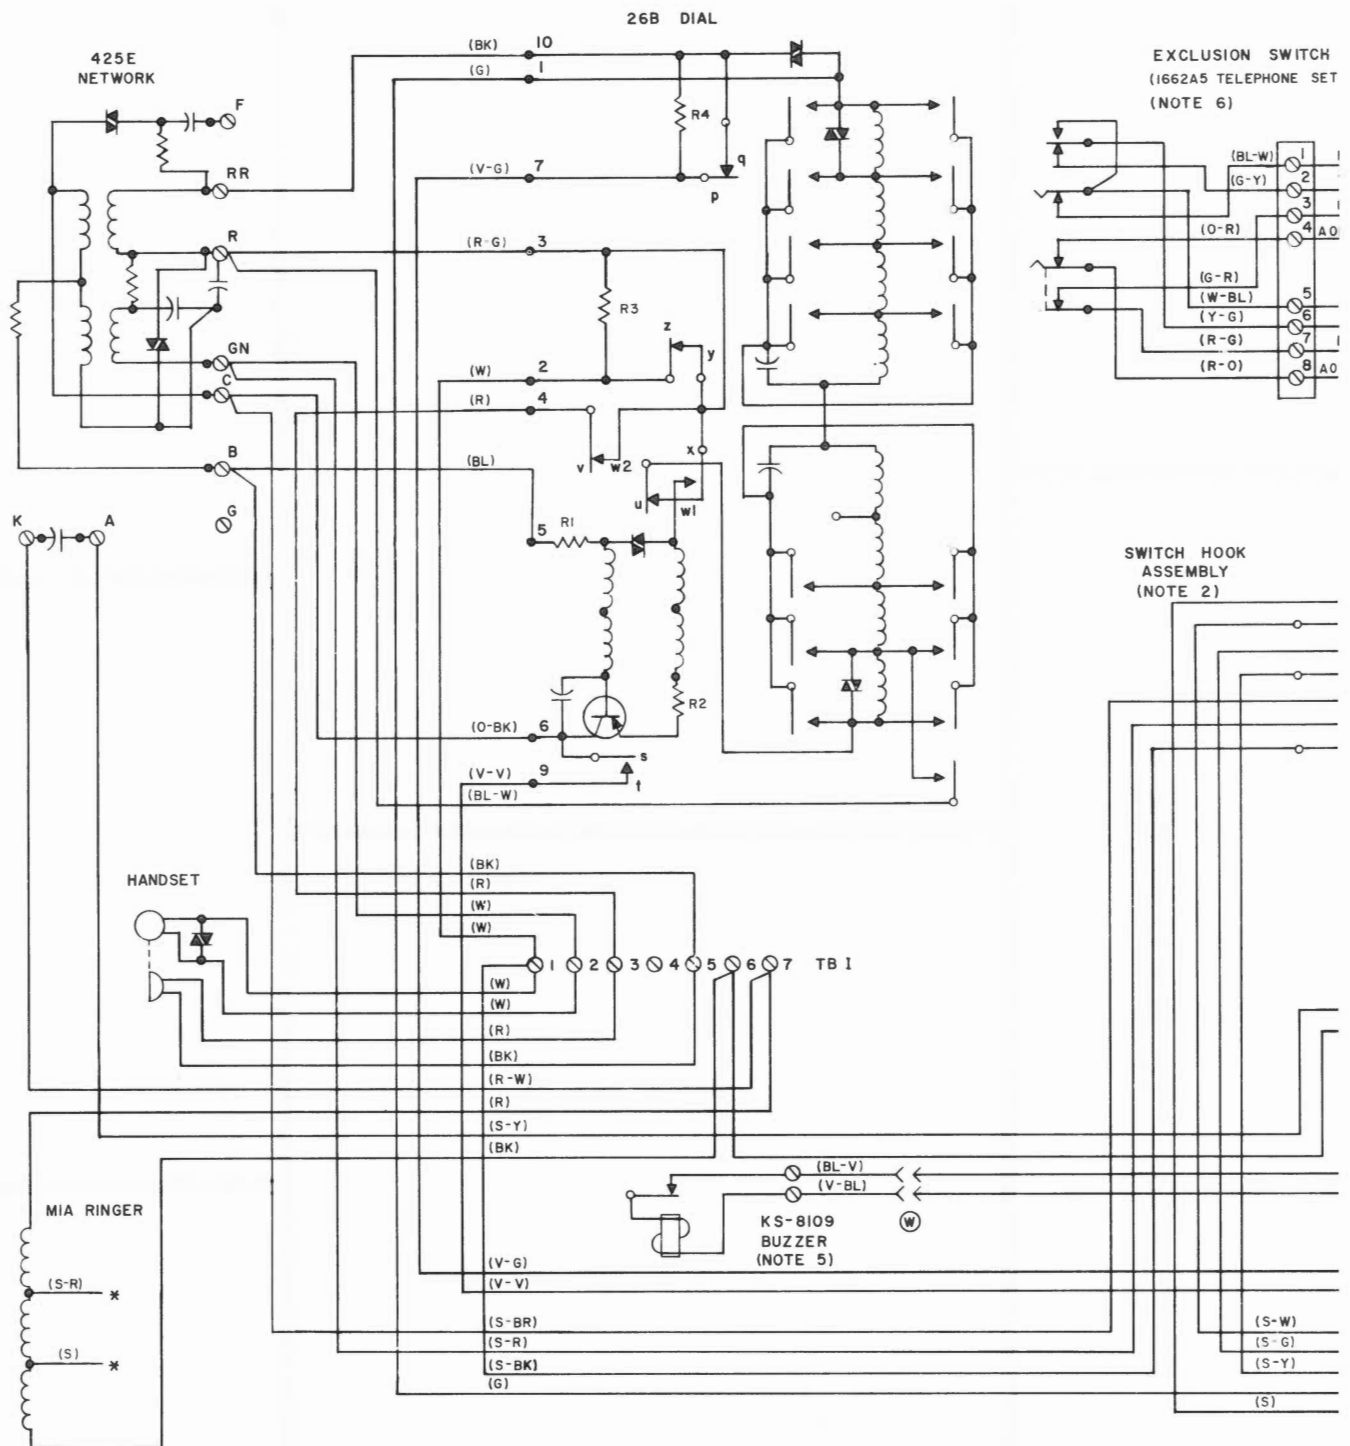 26B DIAL
425E
NETWORK
EXCLUSION SWITCH
(1662A5 TELEPHONE SET
(NOTE 6)
(BK)
10
(G)
1
F
R4
q
(V-G)
7
p
RR
R
(R-G)
3
R3
z
y
(W)
2
(R)
4
GN
C
v
w2
x
B
(BL)
u
w1
G
K
A
5
R1
R2
(O-BK)
6
s
(V-V)
9
t
(BL-W)
(BL-W)
1
(G-Y)
2
3
(O-R)
4
AO
(G-R)
(W-BL)
5
(Y-G)
6
(R-G)
7
(R-O)
8
AO
SWITCH HOOK
ASSEMBLY
(NOTE 2)
HANDSET
(BK)
(R)
(W)
(W)
1 2 3 4 5 6 7 TB I
(W)
(W)
(R)
(BK)
(R-W)
(R)
(S-Y)
(BK)
(BL-V)
(V-BL)
KS-8109
BUZZER
(NOTE 5)
W
MIA RINGER
(S-R) *
(S) *
(V-G)
(V-V)
(S-BR)
(S-R)
(S-BK)
(G)
(S-W)
(S-G)
(S-Y)
(S)